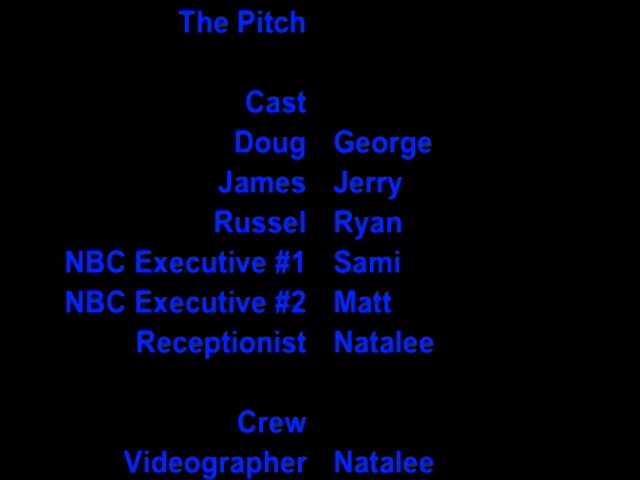 The Pitch
Cast
Doug George
James Jerry
Russel Ryan
NBC Executive #1 Sami
NBC Executive #2 Matt
Receptionist Natalee
Crew
Videographer Natalee